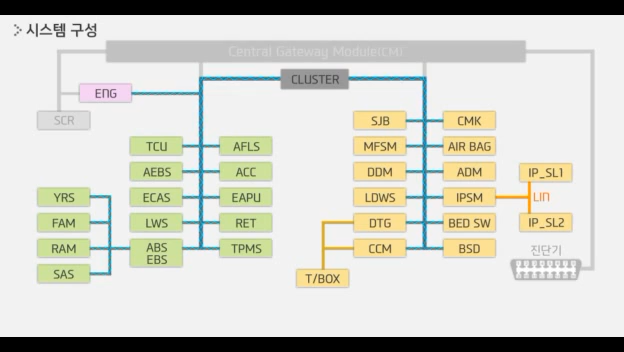 시스템 구성
Central Gateway Module(CM)
CLUSTER
ENG
SCR
SJB CMK
TCU AFLS MFSM AIR BAG
AEBS ACC DDM ADM IP_SL1
YRS ECAS EAPU LDWS IPSM LIN
FAM LWS RET DTG BED SW IP_SL2
RAM ABS TPMS CCM BSD 진단기
EBS
SAS T/BOX